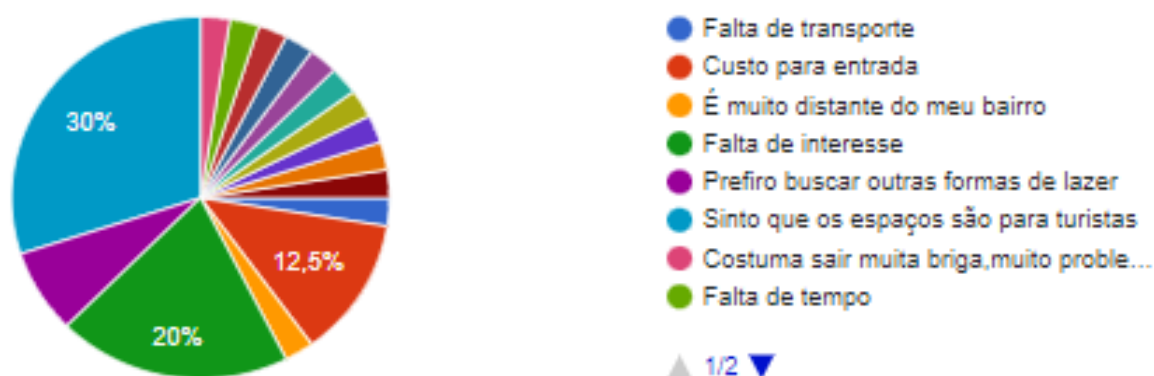 30%
12,5%
20%
Falta de transporte
Custo para entrada
É muito distante do meu bairro
Falta de interesse
Prefiro buscar outras formas de lazer
Sinto que os espaços são para turistas
Costuma sair muita briga,muito proble...
Falta de tempo
1/2